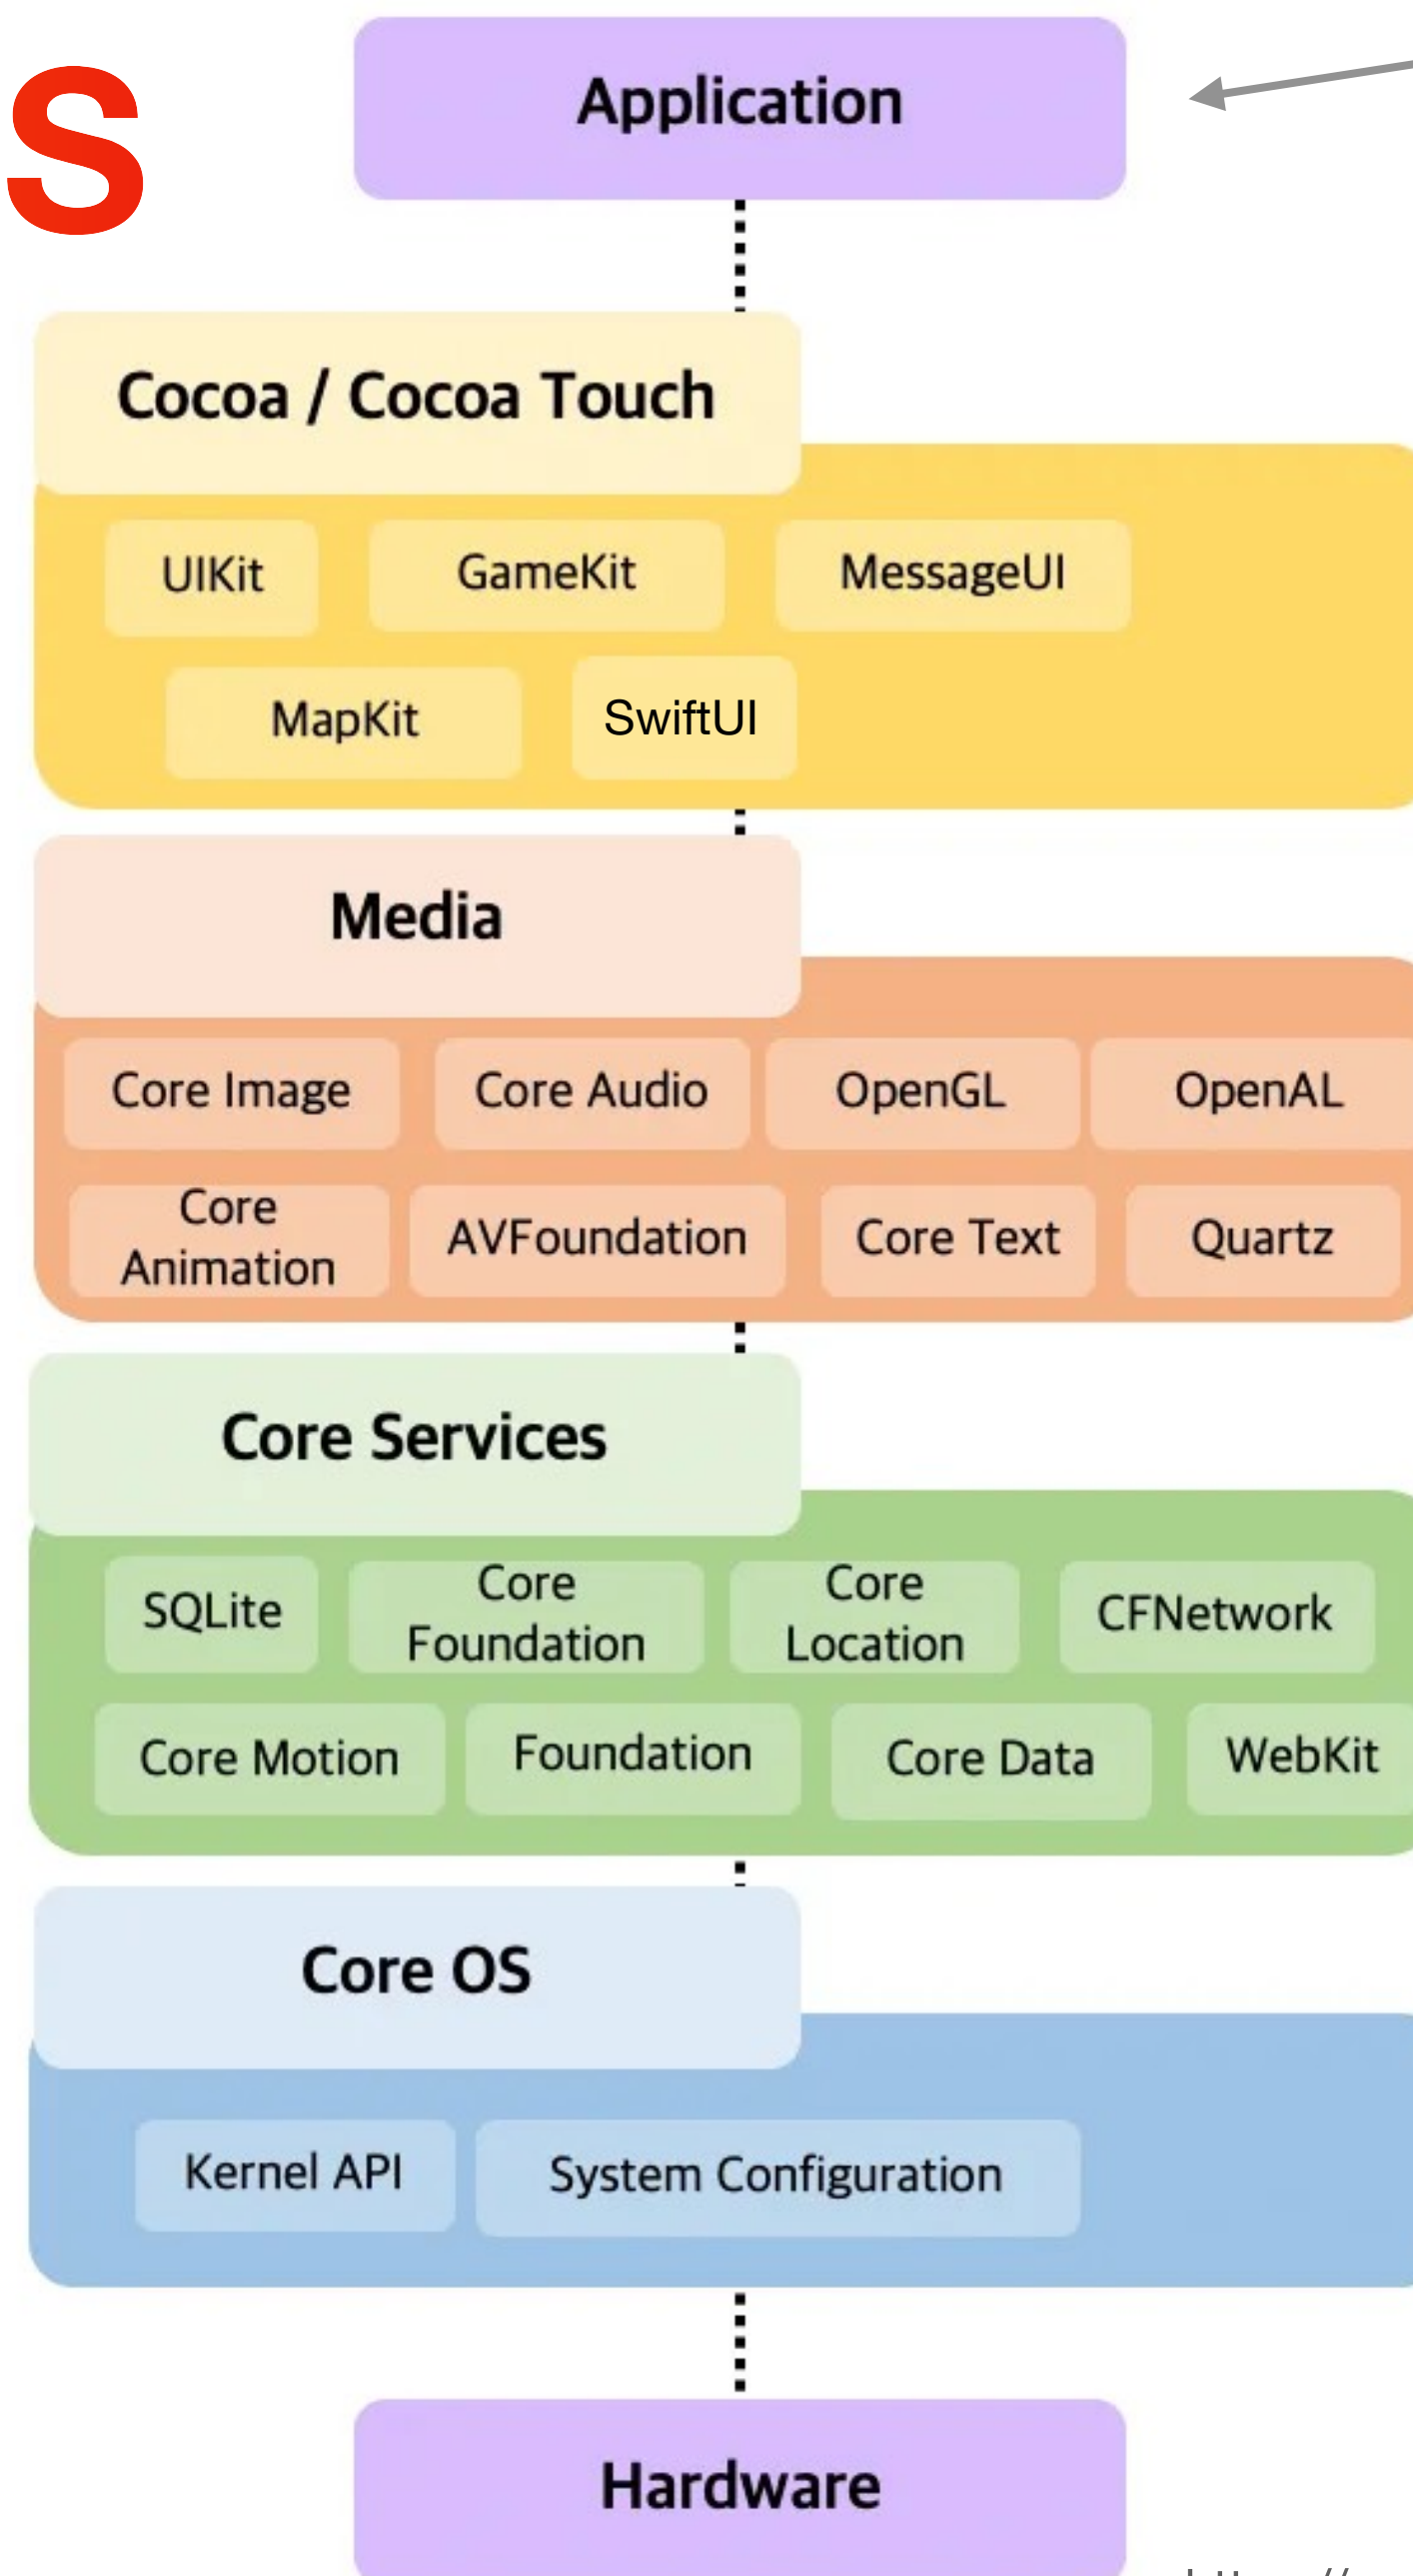 S
Application
Cocoa / Cocoa Touch
UIKit GameKit MessageUI
MapKit SwiftUI
Media
Core Image Core Audio OpenGL OpenAL
Core
Animation AVFoundation Core Text Quartz
Core Services
SQLite Core
Foundation Core
Location CFNetwork
Core Motion Foundation Core Data WebKit
Core OS
Kernel API System Configuration
Hardware